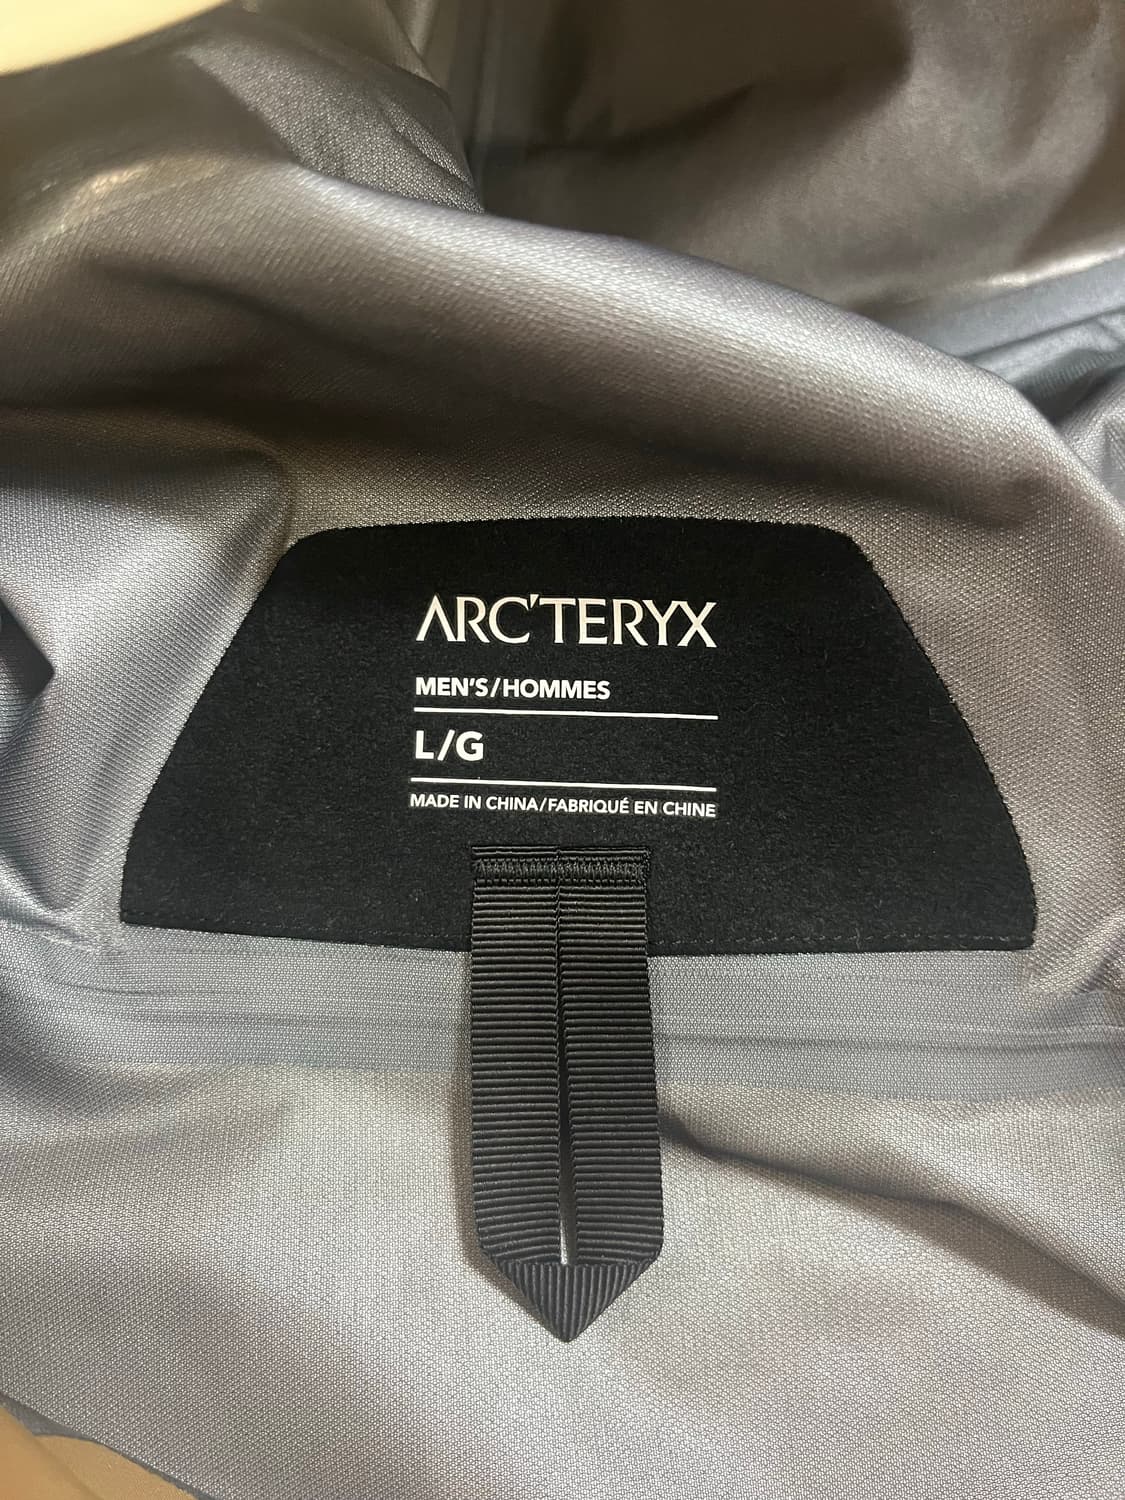 ARC'TERYX
MEN'S/HOMMES
L/G
MADE IN CHINA/FABRIQUÉ EN CHINE